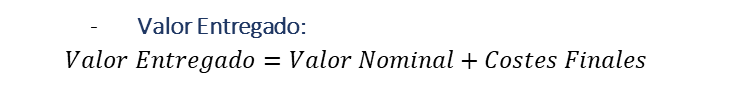 - Valor Entregado:
Valor Entregado = Valor Nominal + Costes Finales